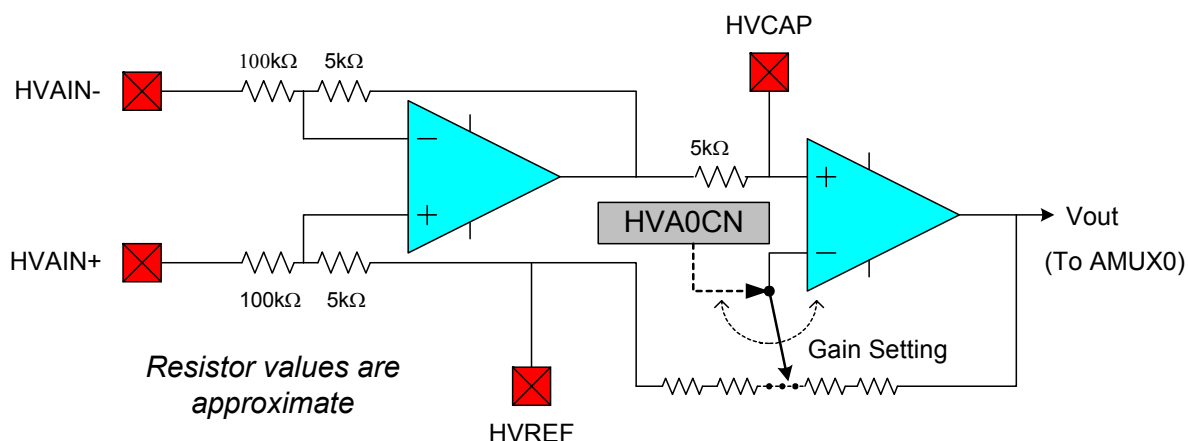 HVCAP
100kΩ
5kΩ
HVAIN-
5kΩ
HVA0CN
Vout
(To AMUX0)
HVAIN+
100kΩ
5kΩ
Gain Setting
Resistor values are
approximate
HVREF